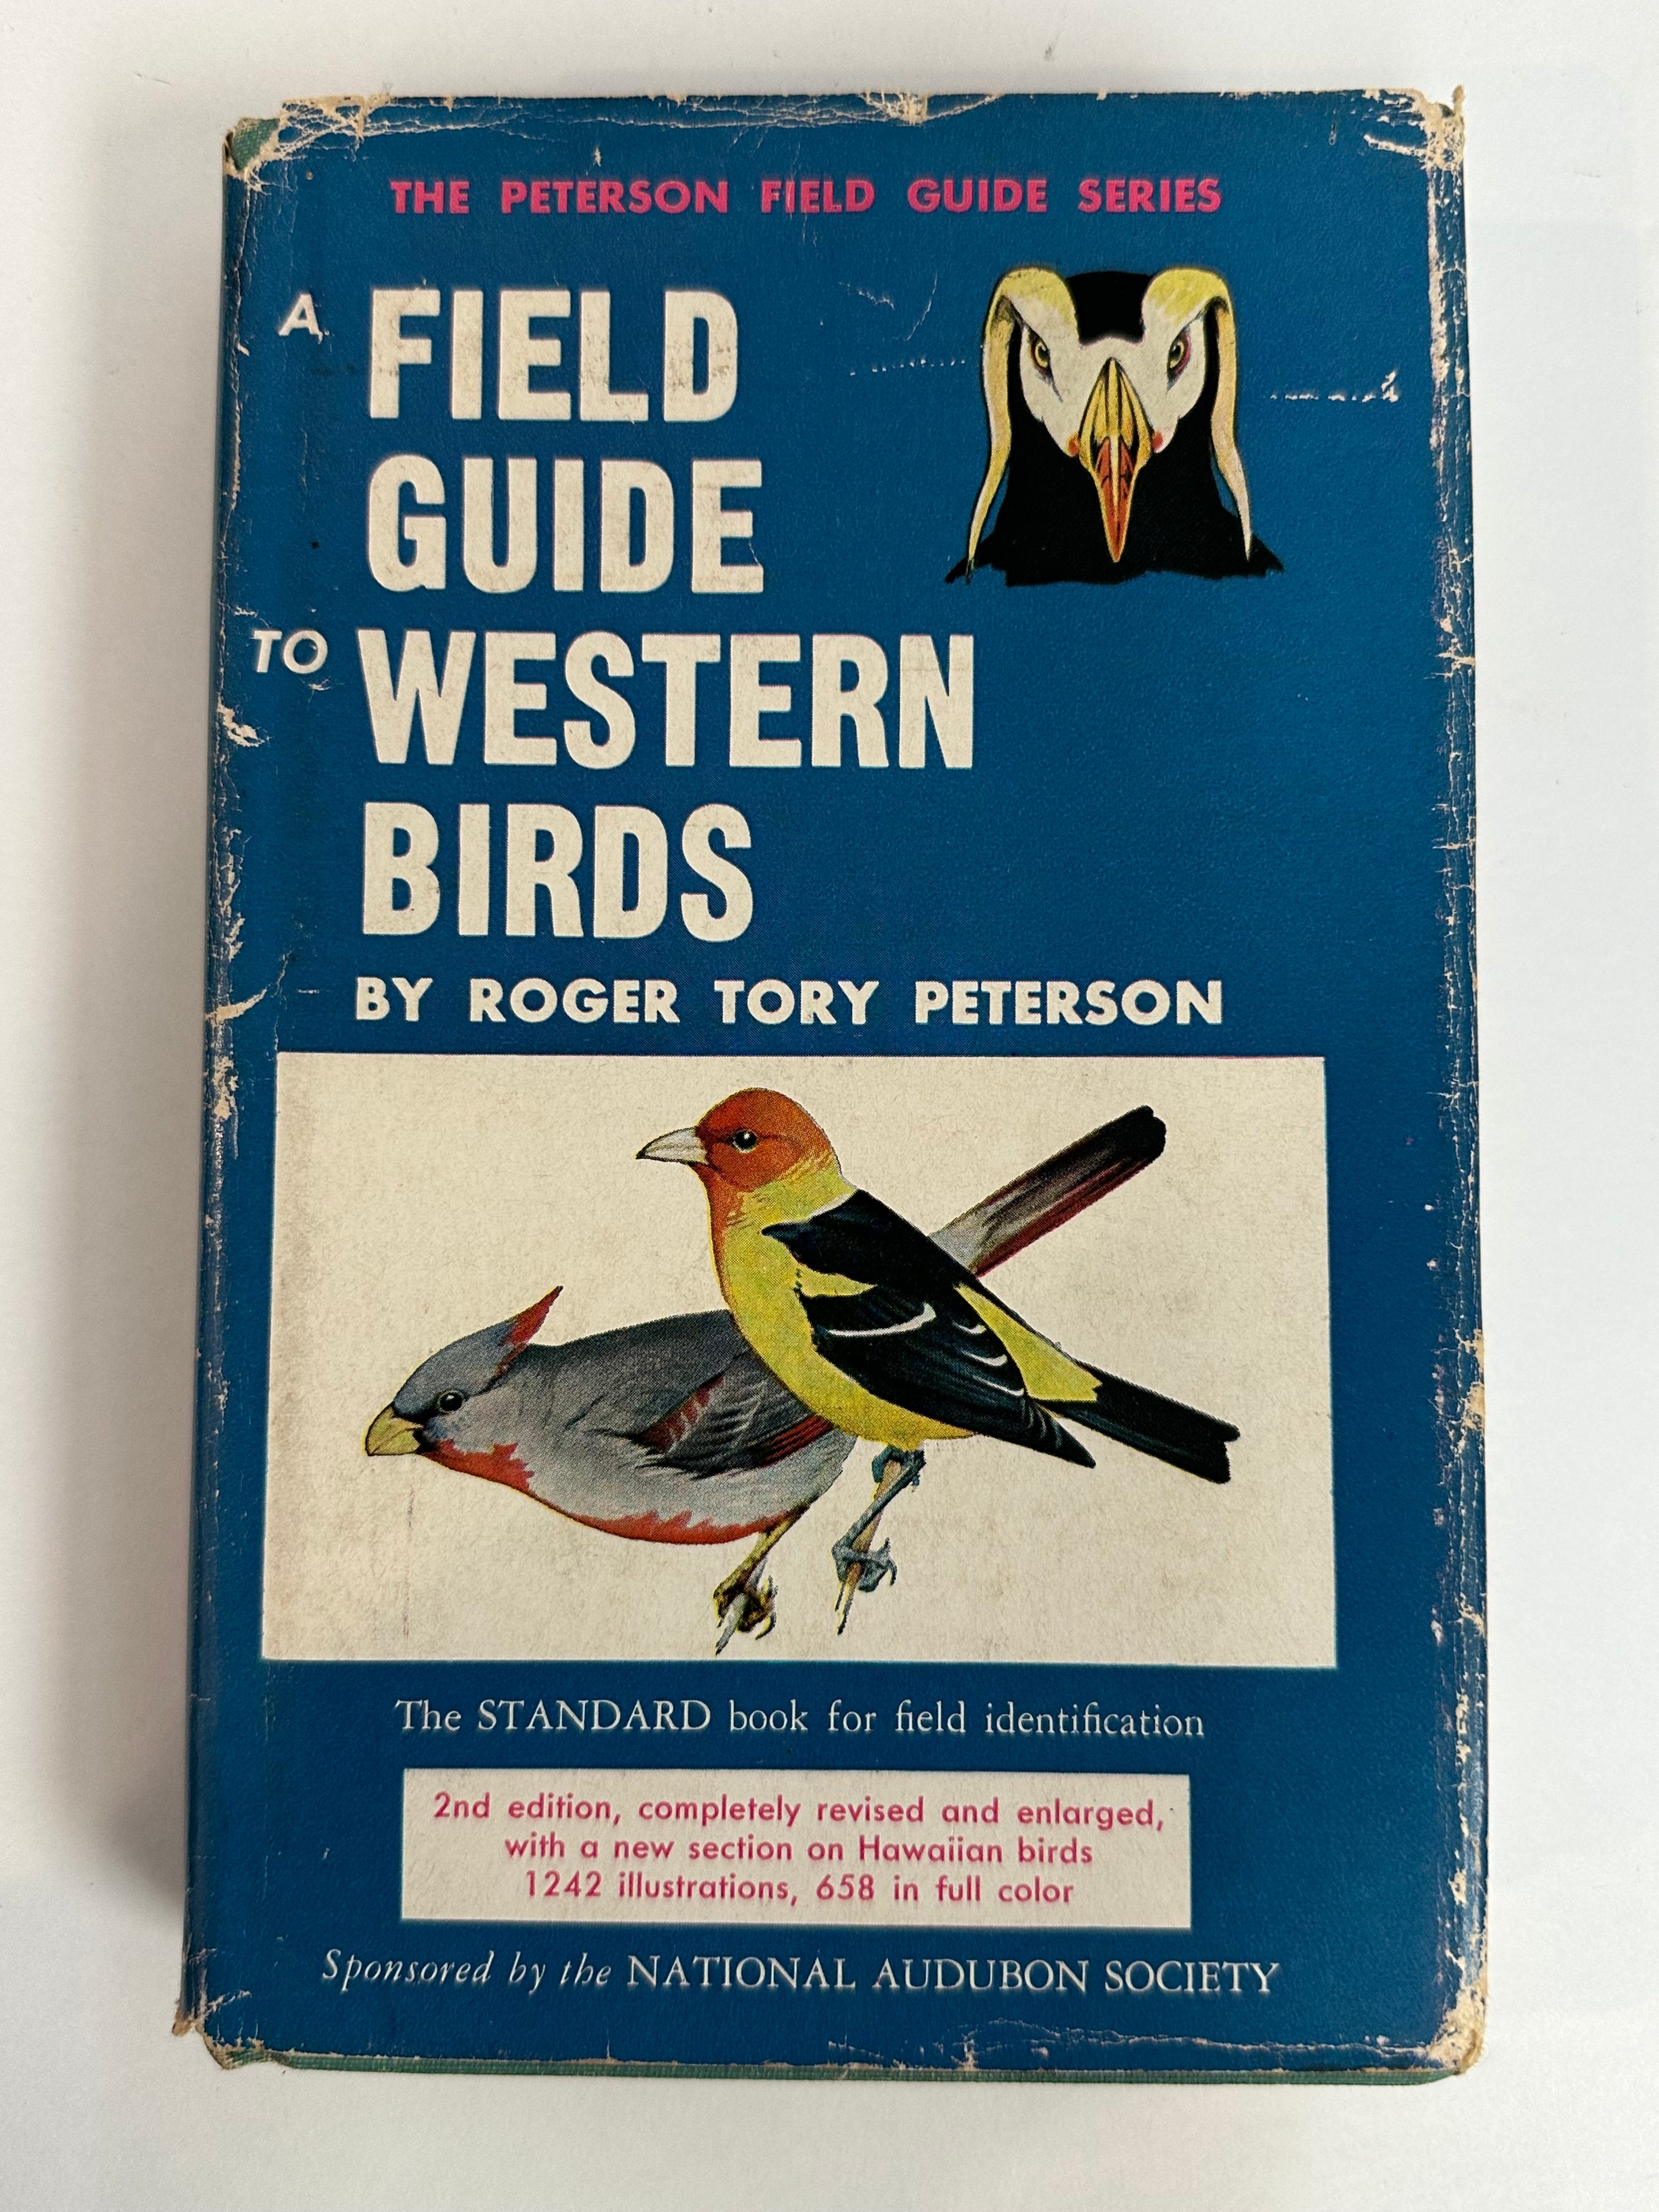 THE PETERSON FIELD GUIDE SERIES
A FIELD
GUIDE
TO WESTERN
BIRDS
BY ROGER TORY PETERSON
The STANDARD book for field identification
2nd edition, completely revised and enlarged,
with a new section on Hawaiian birds
1242 illustrations, 658 in full color
Sponsored by the NATIONAL AUDUBON SOCIETY